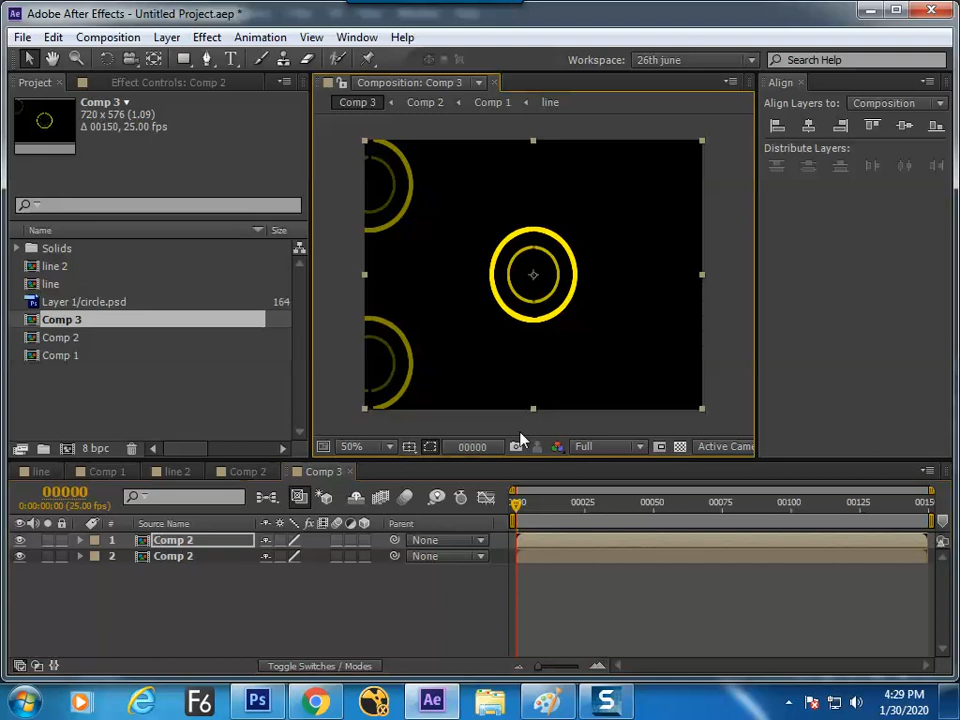 Ae Adobe After Effects - Untitled Project.aep *
File Edit Composition Layer Effect Animation View Window Help
T Workspace: 26th june Search Help
Project × Effect Controls: Comp 2
Composition: Comp 3
Align
Comp 3
720 x 576 (1.09)
Δ 00150, 25.00 fps
Comp 3 Comp 2 Comp 1 line
Align Layers to: Composition
Distribute Layers:
Name Size
Solids
line 2
line
Layer 1/circle.psd 164
Comp 3
Comp 2
Comp 1
8 bpc
50% 00000 Full Active Came
line Comp 1 line 2 Comp 2 Comp 3 ×
00000
0:00:00:00 (25.00 fps)
00025 00050 00075 00100 00125 0015
# Source Name fx Parent
1 Comp 2 None
2 Comp 2 None
Toggle Switches / Modes
F6 Ps Ae S
4:29 PM
1/30/2020